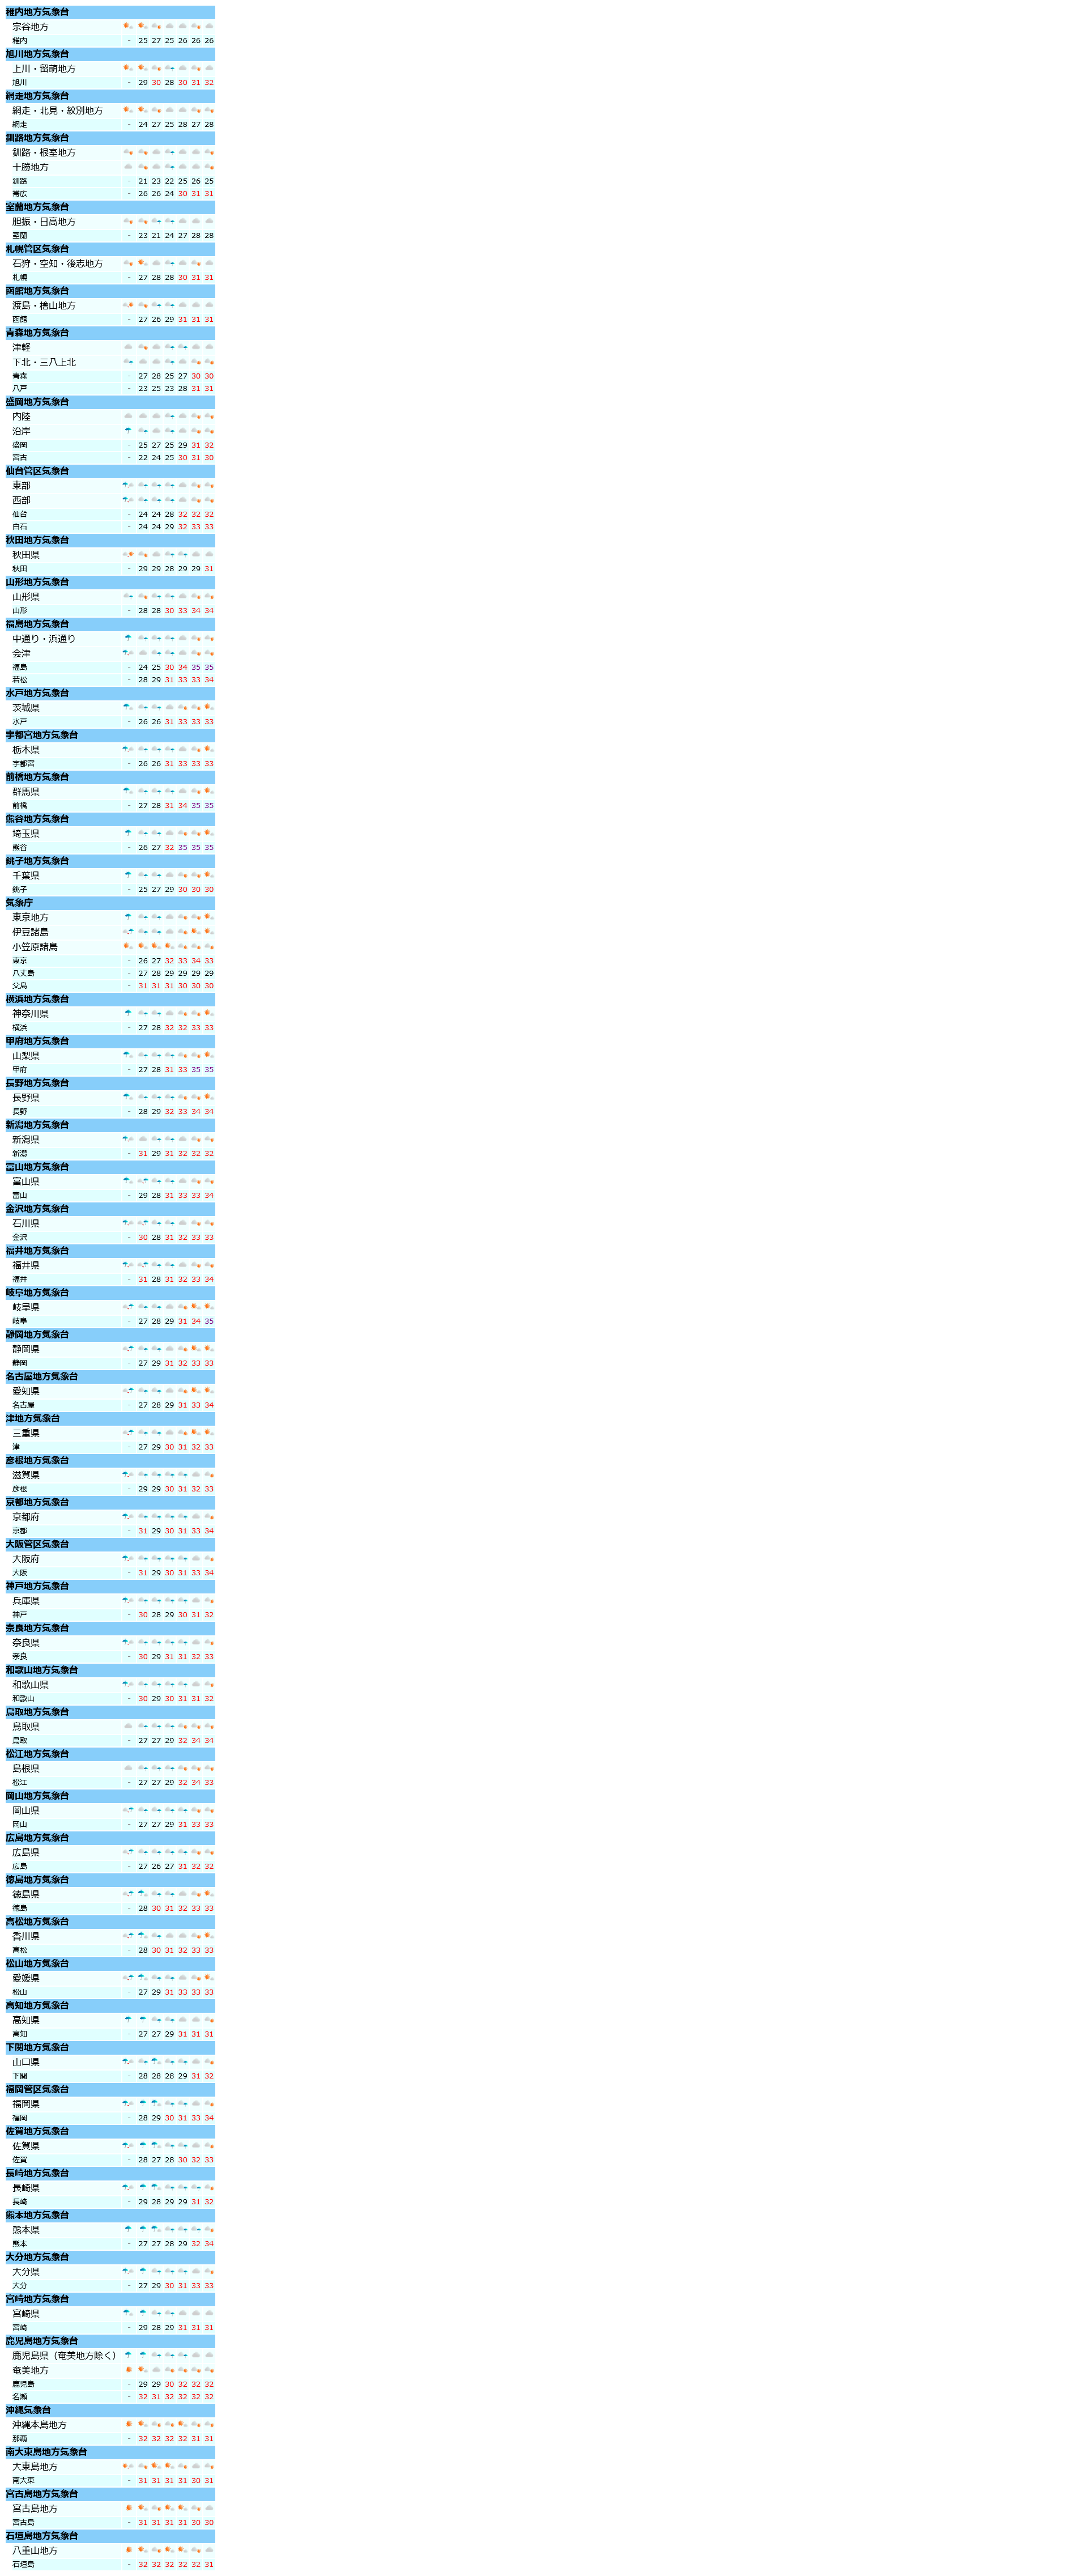 稚内地方気象台
宗谷地方
稚内 - 25 27 25 26 26 26
旭川地方気象台
上川・留萌地方
旭川 - 29 30 28 30 31 32
網走地方気象台
網走・北見・紋別地方
網走 - 24 27 25 28 27 28
釧路地方気象台
釧路・根室地方
十勝地方
釧路 - 21 23 22 25 26 25
帯広 - 26 26 24 30 31 31
室蘭地方気象台
胆振・日高地方
室蘭 - 23 21 24 27 28 28
札幌管区気象台
石狩・空知・後志地方
札幌 - 27 28 28 30 31 31
函館地方気象台
渡島・檜山地方
函館 - 27 26 29 31 31 31
青森地方気象台
津軽
下北・三八上北
青森 - 27 28 25 27 30 30
八戸 - 23 25 23 28 31 31
盛岡地方気象台
内陸
沿岸
盛岡 - 25 27 25 29 31 32
宮古 - 22 24 25 30 31 30
仙台管区気象台
東部
西部
仙台 - 24 24 28 32 32 32
白石 - 24 24 29 32 33 33
秋田地方気象台
秋田県
秋田 - 29 29 28 29 29 31
山形地方気象台
山形県
山形 - 28 28 30 33 34 34
福島地方気象台
中通り・浜通り
会津
福島 - 24 25 30 34 35 35
若松 - 28 29 31 33 33 34
水戸地方気象台
茨城県
水戸 - 26 26 31 33 33 33
宇都宮地方気象台
栃木県
宇都宮 - 26 26 31 33 33 33
前橋地方気象台
群馬県
前橋 - 27 28 31 34 35 35
熊谷地方気象台
埼玉県
熊谷 - 26 27 32 35 35 35
銚子地方気象台
千葉県
銚子 - 25 27 29 30 30 30
気象庁
東京地方
伊豆諸島
小笠原諸島
東京 - 26 27 32 33 34 33
八丈島 - 27 28 29 29 29 29
父島 - 31 31 31 30 30 30
横浜地方気象台
神奈川県
横浜 - 27 28 32 32 33 33
甲府地方気象台
山梨県
甲府 - 27 28 31 33 35 35
長野地方気象台
長野県
長野 - 28 29 32 33 34 34
新潟地方気象台
新潟県
新潟 - 31 29 31 32 32 32
富山地方気象台
富山県
富山 - 29 28 31 33 33 34
金沢地方気象台
石川県
金沢 - 30 28 31 32 33 33
福井地方気象台
福井県
福井 - 31 28 31 32 33 34
岐阜地方気象台
岐阜県
岐阜 - 27 28 29 31 34 35
静岡地方気象台
静岡県
静岡 - 27 29 31 32 33 33
名古屋地方気象台
愛知県
名古屋 - 27 28 29 31 33 34
津地方気象台
三重県
津 - 27 29 30 31 32 33
彦根地方気象台
滋賀県
彦根 - 29 29 30 31 32 33
京都地方気象台
京都府
京都 - 31 29 30 31 33 34
大阪管区気象台
大阪府
大阪 - 31 29 30 31 33 34
神戸地方気象台
兵庫県
神戸 - 30 28 29 30 31 32
奈良地方気象台
奈良県
奈良 - 30 29 31 31 32 33
和歌山地方気象台
和歌山県
和歌山 - 30 29 30 31 31 32
鳥取地方気象台
鳥取県
鳥取 - 27 27 29 32 34 34
松江地方気象台
島根県
松江 - 27 27 29 32 34 33
岡山地方気象台
岡山県
岡山 - 27 27 29 31 33 33
広島地方気象台
広島県
広島 - 27 26 27 31 32 32
徳島地方気象台
徳島県
徳島 - 28 30 31 32 33 33
高松地方気象台
香川県
高松 - 28 30 31 32 33 33
松山地方気象台
愛媛県
松山 - 27 29 31 33 33 33
高知地方気象台
高知県
高知 - 27 27 29 31 31 31
下関地方気象台
山口県
下関 - 28 28 28 29 31 32
福岡管区気象台
福岡県
福岡 - 28 29 30 31 33 34
佐賀地方気象台
佐賀県
佐賀 - 28 27 28 30 32 33
長崎地方気象台
長崎県
長崎 - 29 28 29 29 31 32
熊本地方気象台
熊本県
熊本 - 27 27 28 29 32 34
大分地方気象台
大分県
大分 - 27 29 30 31 33 33
宮崎地方気象台
宮崎県
宮崎 - 29 28 29 31 31 31
鹿児島地方気象台
鹿児島県（奄美地方除く）
奄美地方
鹿児島 - 29 29 30 32 32 32
名瀬 - 32 31 32 32 32 32
沖縄気象台
沖縄本島地方
那覇 - 32 32 32 32 31 31
南大東島地方気象台
大東島地方
南大東 - 31 31 31 31 30 31
宮古島地方気象台
宮古島地方
宮古島 - 31 31 31 31 30 30
石垣島地方気象台
八重山地方
石垣島 - 32 32 32 32 32 31